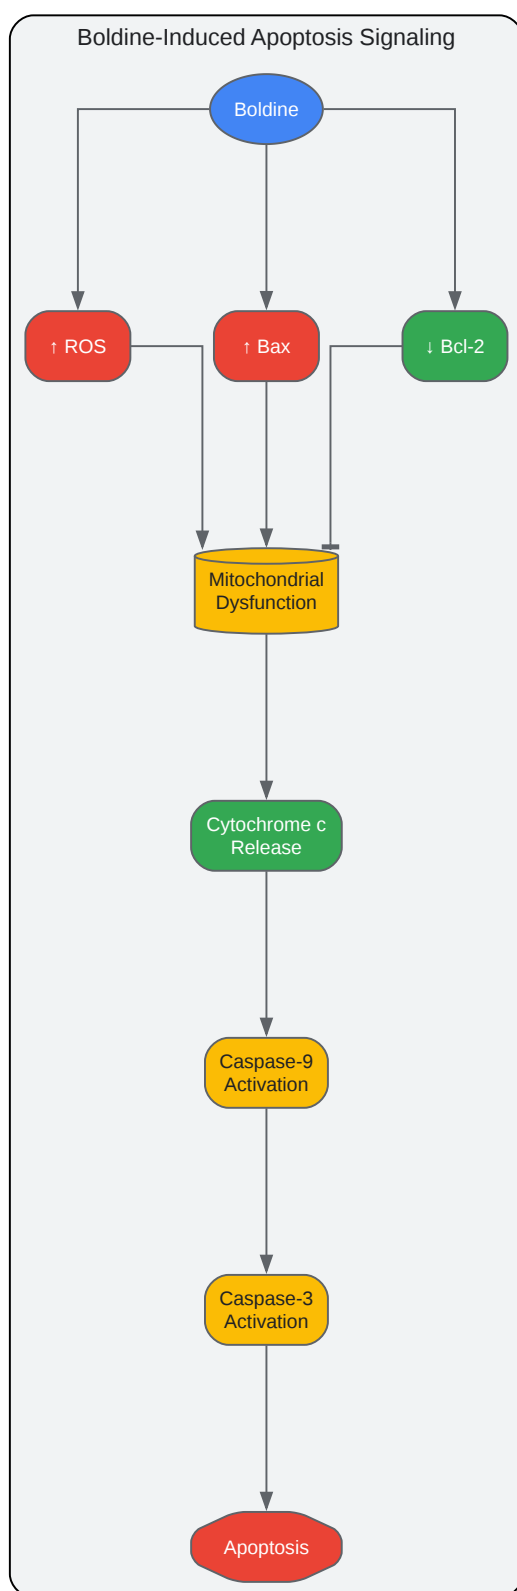 Boldine-Induced Apoptosis Signaling
Boldine
↑ ROS
↑ Bax
↓ Bcl-2
Mitochondrial
Dysfunction
Cytochrome c
Release
Caspase-9
Activation
Caspase-3
Activation
Apoptosis